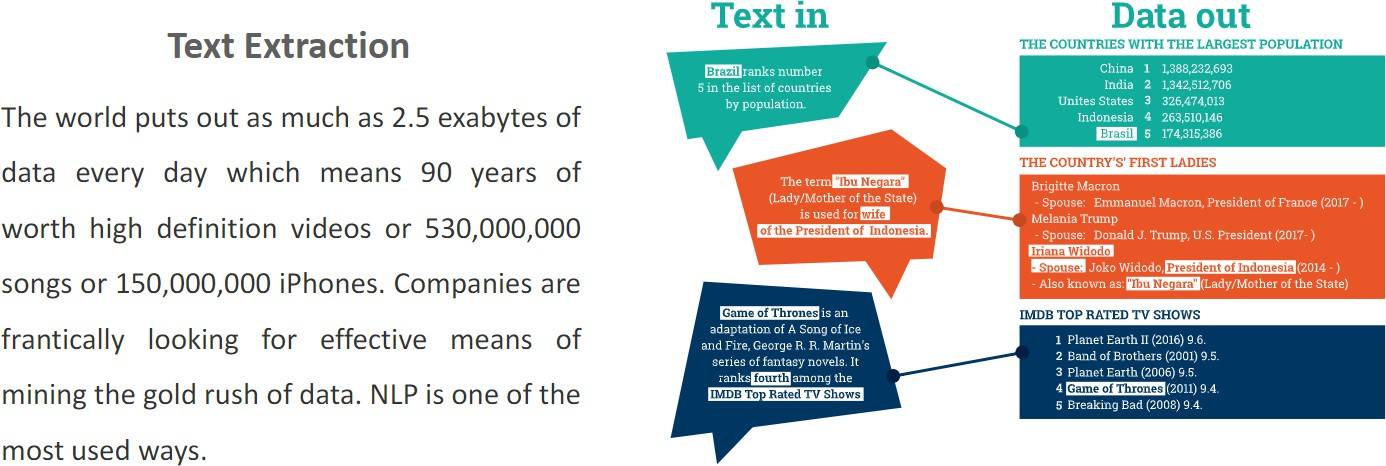 Text Extraction
The world puts out as much as 2.5 exabytes of
data every day which means 90 years of
worth high definition videos or 530,000,000
songs or 150,000,000 iPhones. Companies are
frantically looking for effective means of
mining the gold rush of data. NLP is one of the
most used ways.
Text in
Brazil ranks number
5 in the list of countries
by population.
The term "Ibu Negara"
(Lady/Mother of the State)
is used for wife
of the President of Indonesia.
Game of Thrones is an
adaptation of A Song of Ice
and Fire, George R. R. Martin's
series of fantasy novels. It
ranks fourth among the
IMDB Top Rated TV Shows
Data out
THE COUNTRIES WITH THE LARGEST POPULATION
China 1 1,388,232,693
India 2 1,342,512,706
Unites States 3 326,474,013
Indonesia 4 263,510,146
Brasil 5 174,315,386
THE COUNTRY'S' FIRST LADIES
Brigitte Macron
- Spouse: Emmanuel Macron, President of France (2017 - )
Melania Trump
- Spouse: Donald J. Trump, U.S. President (2017- )
Iriana Widodo
- Spouse: Joko Widodo, President of Indonesia (2014 - )
- Also known as: "Ibu Negara" (Lady/Mother of the State)
IMDB TOP RATED TV SHOWS
1 Planet Earth II (2016) 9.6.
2 Band of Brothers (2001) 9.5.
3 Planet Earth (2006) 9.5.
4 Game of Thrones (2011) 9.4.
5 Breaking Bad (2008) 9.4.